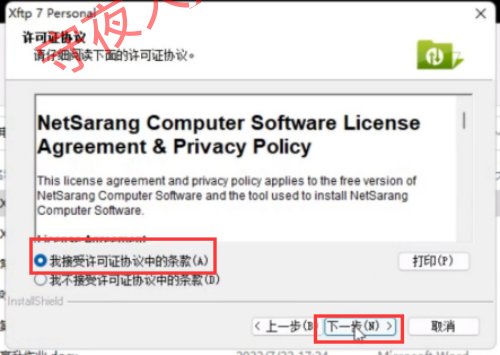 Xftp 7 Personal
许可证协议
请仔细阅读下面的许可证协议。
NetSarang Computer Software License
Agreement & Privacy Policy
This license agreement and privacy policy applies to the free version of
NetSarang Computer Software and the tool used to install NetSarang
Computer Software.
License Agreement
我接受许可证协议中的条款(A)
打印(P)
我不接受许可证协议中的条款(D)
InstallShield
< 上一步(B)
下一步(N) >
取消
Microsoft Word